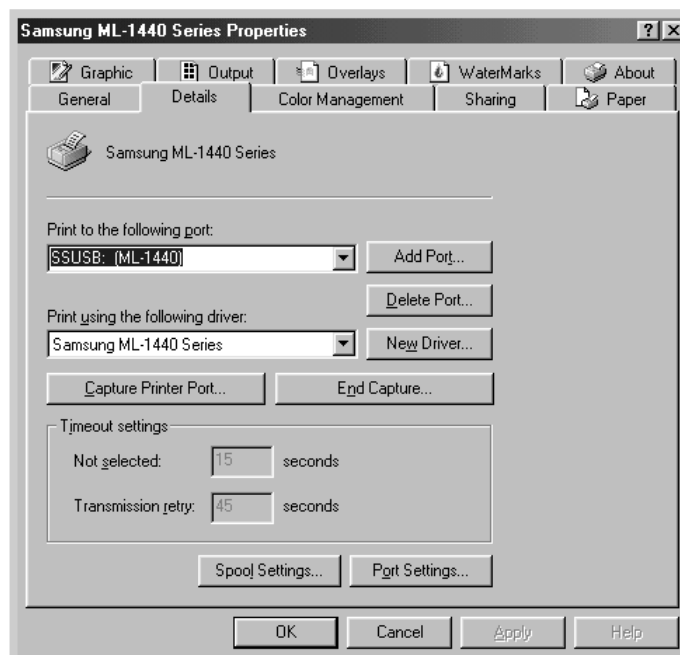 Samsung ML-1440 Series Properties
Graphic Output Overlays WaterMarks About
General Details Color Management Sharing Paper
Samsung ML-1440 Series
Print to the following port:
SSUSB: (ML-1440) Add Port...
Delete Port...
Print using the following driver:
Samsung ML-1440 Series New Driver...
Capture Printer Port... End Capture...
Timeout settings
Not selected: 15 seconds
Transmission retry: 45 seconds
Spool Settings... Port Settings...
OK Cancel Apply Help